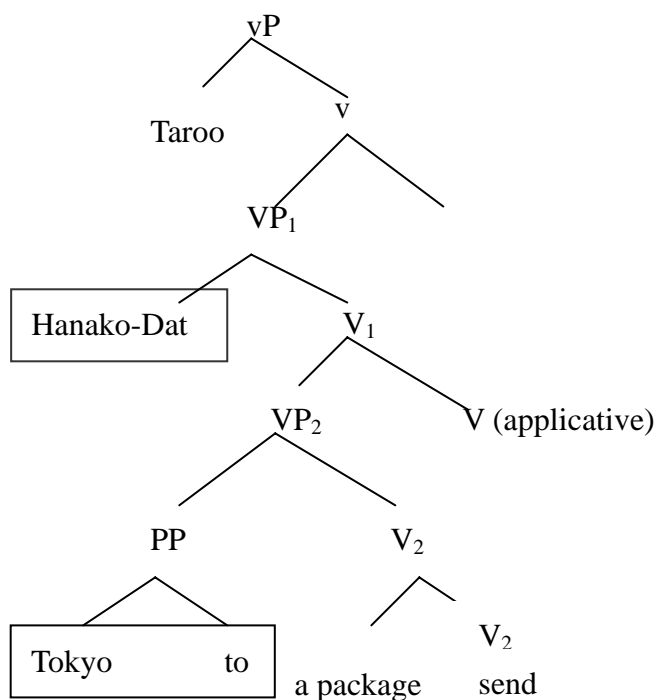 vP
Taroo v
VP₁
Hanako-Dat V₁
VP₂ V (applicative)
PP V₂
Tokyo to a package V₂
send